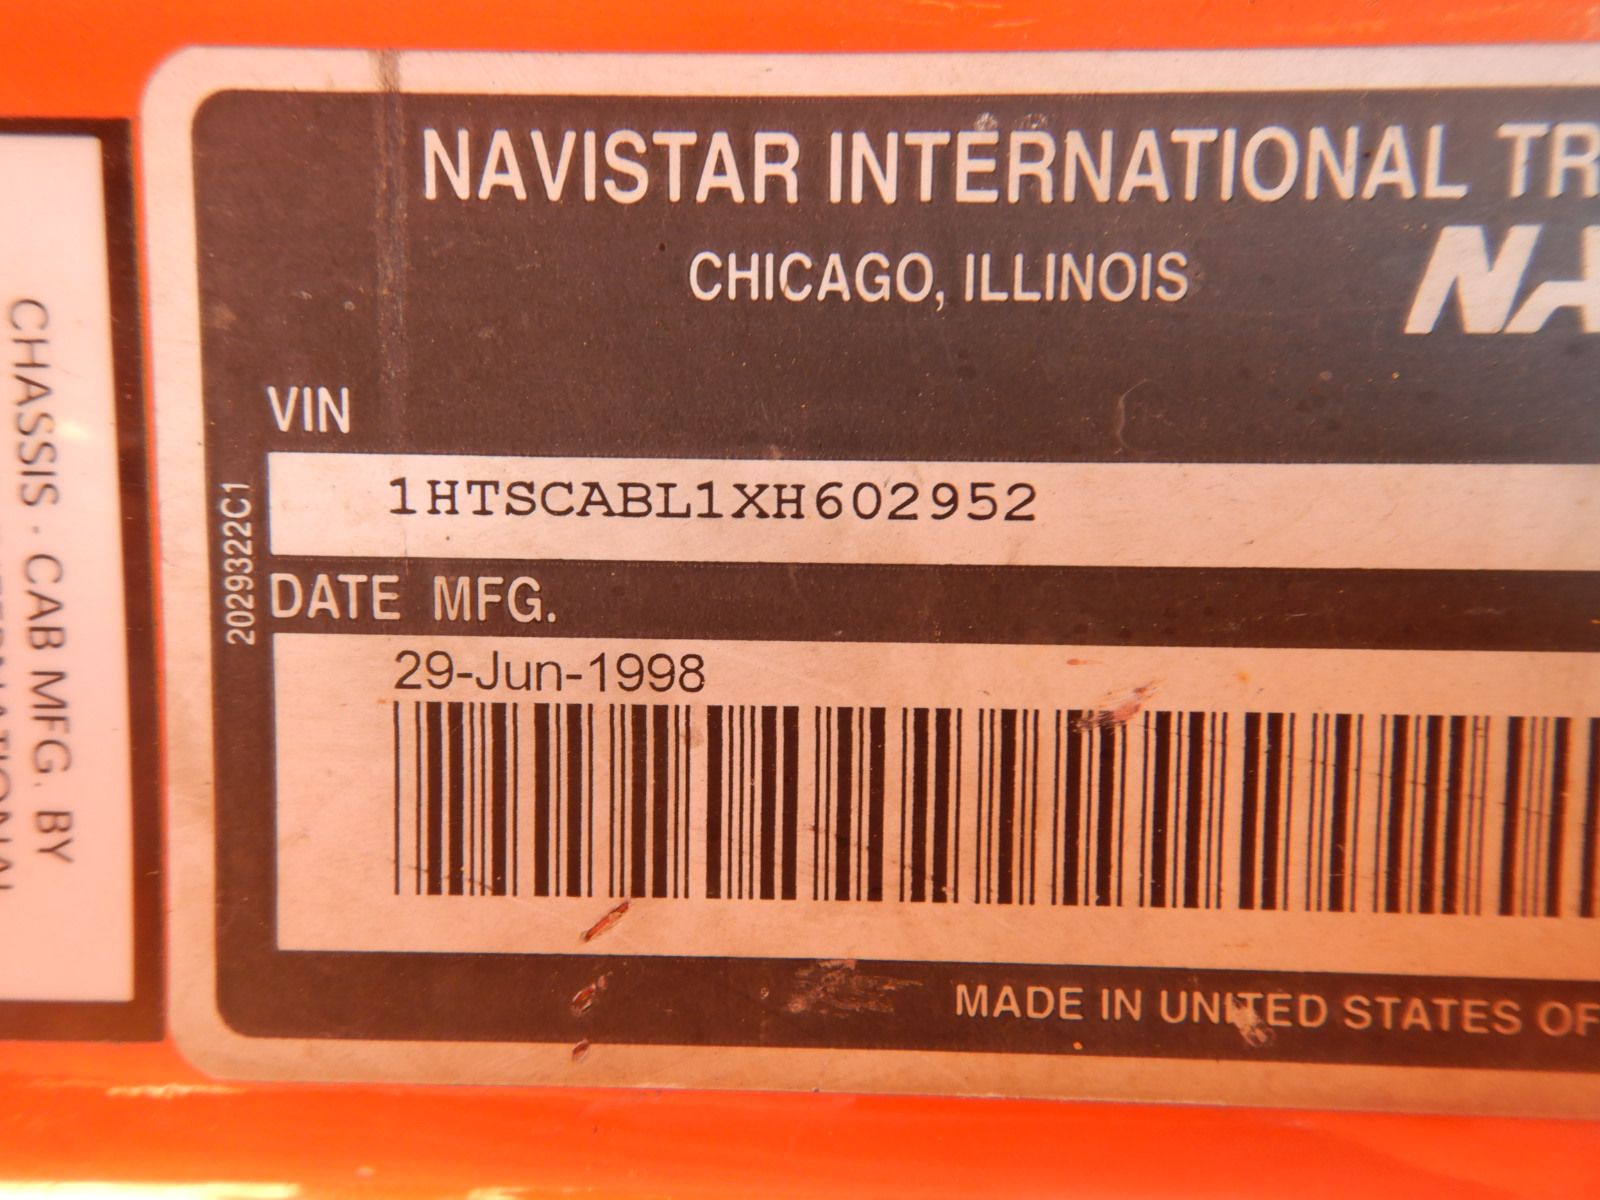 NAVISTAR INTERNATIONAL TR
CHICAGO, ILLINOIS
NA
VIN
1HTSCABL1XH602952
DATE MFG.
29-Jun-1998
MADE IN UNITED STATES OF
2029322C1
CHASSIS · CAB MFG. BY